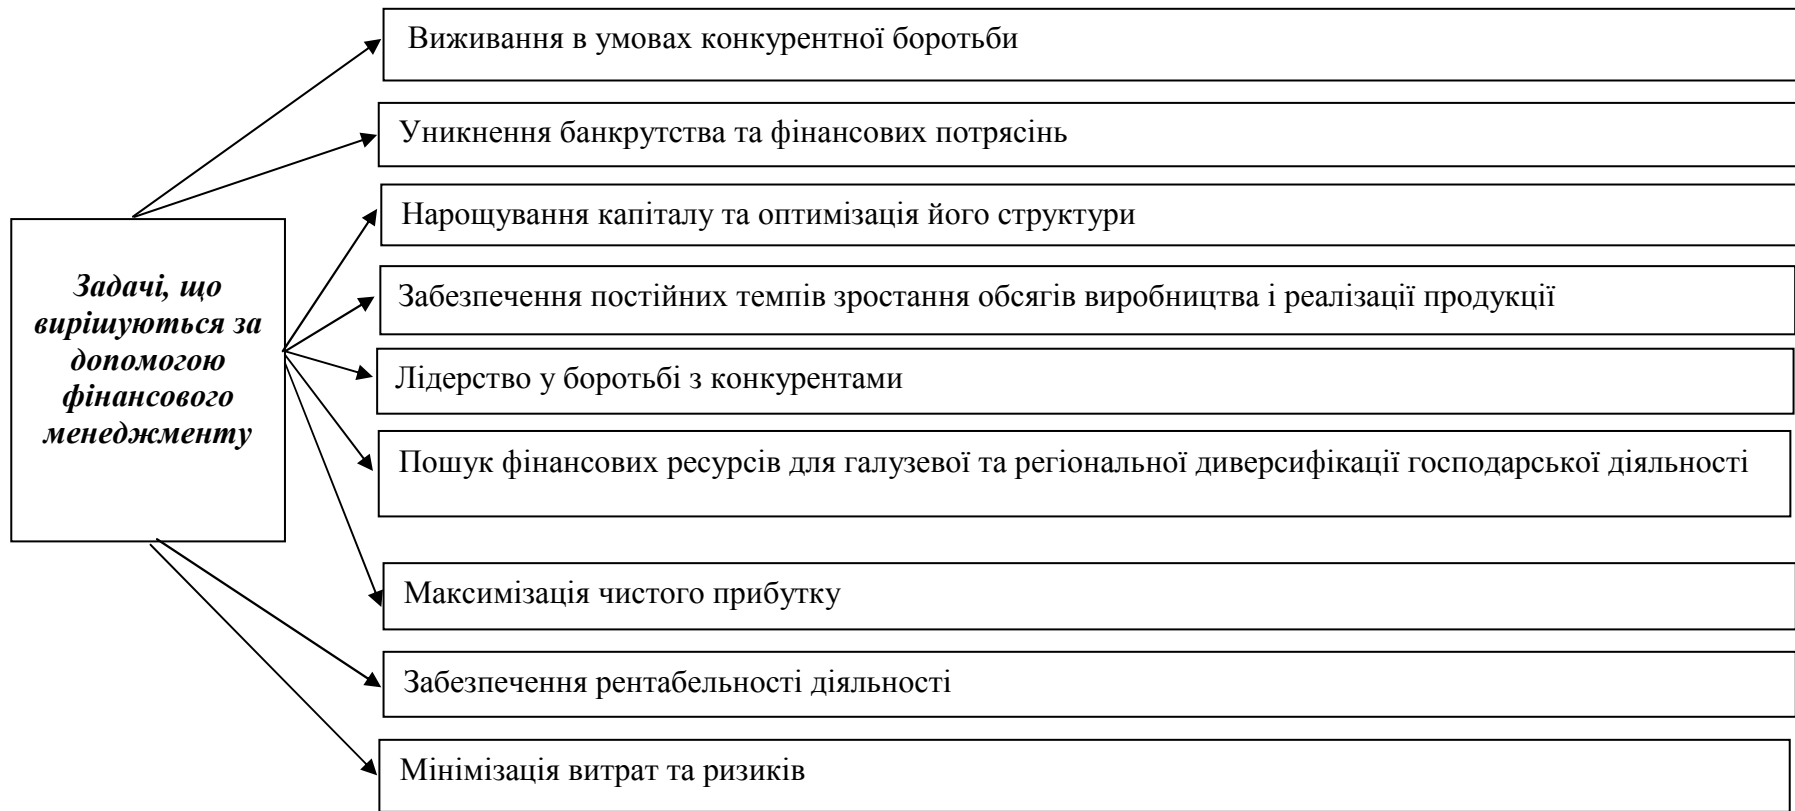 Виживання в умовах конкурентної боротьби
Уникнення банкрутства та фінансових потрясінь
Нарощування капіталу та оптимізація його структури
Задачі, що
вирішуються за
допомогою
фінансового
менеджменту
Забезпечення постійних темпів зростання обсягів виробництва і реалізації продукції
Лідерство у боротьбі з конкурентами
Пошук фінансових ресурсів для галузевої та регіональної диверсифікації господарської діяльності
Максимізація чистого прибутку
Забезпечення рентабельності діяльності
Мінімізація витрат та ризиків